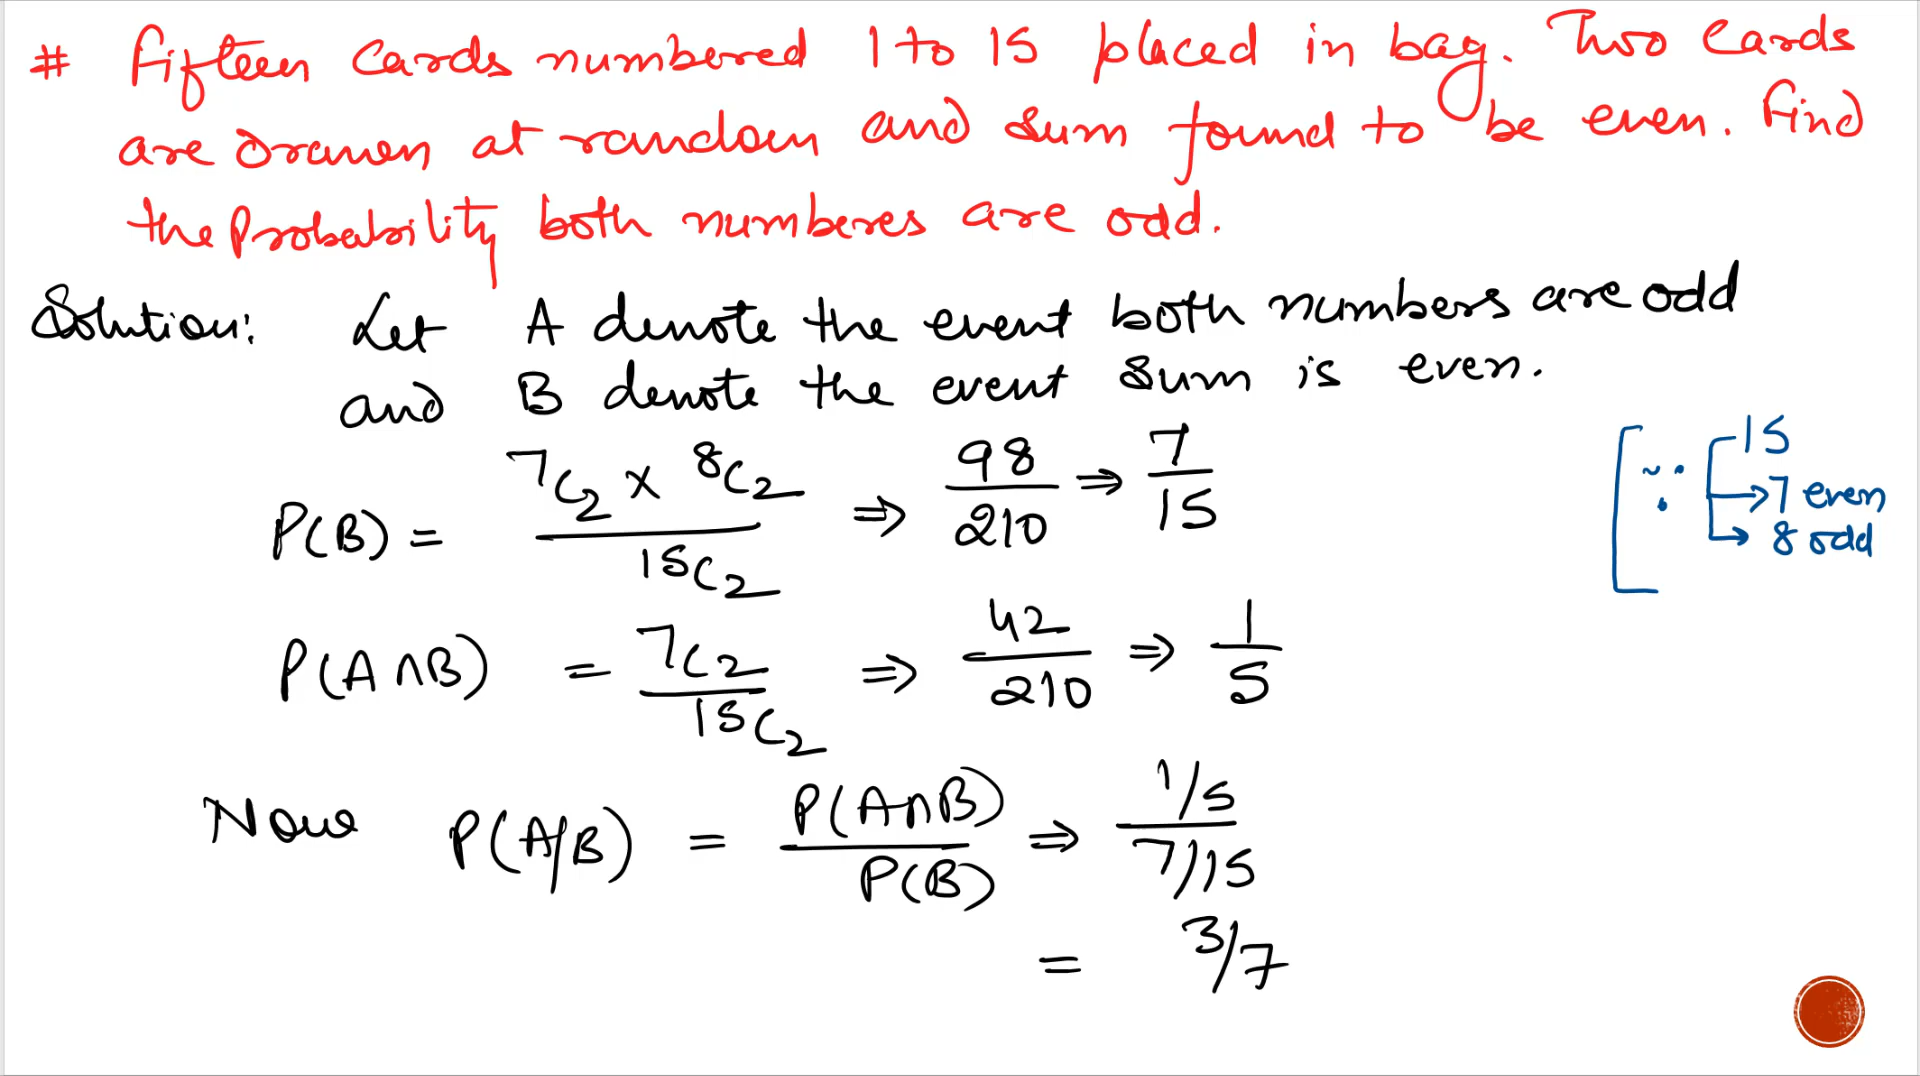 # Fifteen Cards numbered 1 to 15 placed in bag. Two Cards
are drawn at random and sum found to be even. Find
the Probability both numberes are odd.
Solution: Let A denote the event both numbers are odd
and B denote the event sum is even.
P(B) = 7C2 x 8C2 / 15C2 ⇒ 98/210 ⇒ 7/15
[∵ 15 → 7 even → 8 odd
P(A∩B) = 7C2 / 15C2 ⇒ 42/210 ⇒ 1/5
Now P(A/B) = P(A∩B) / P(B) ⇒ 1/5 / 7/15
= 3/7